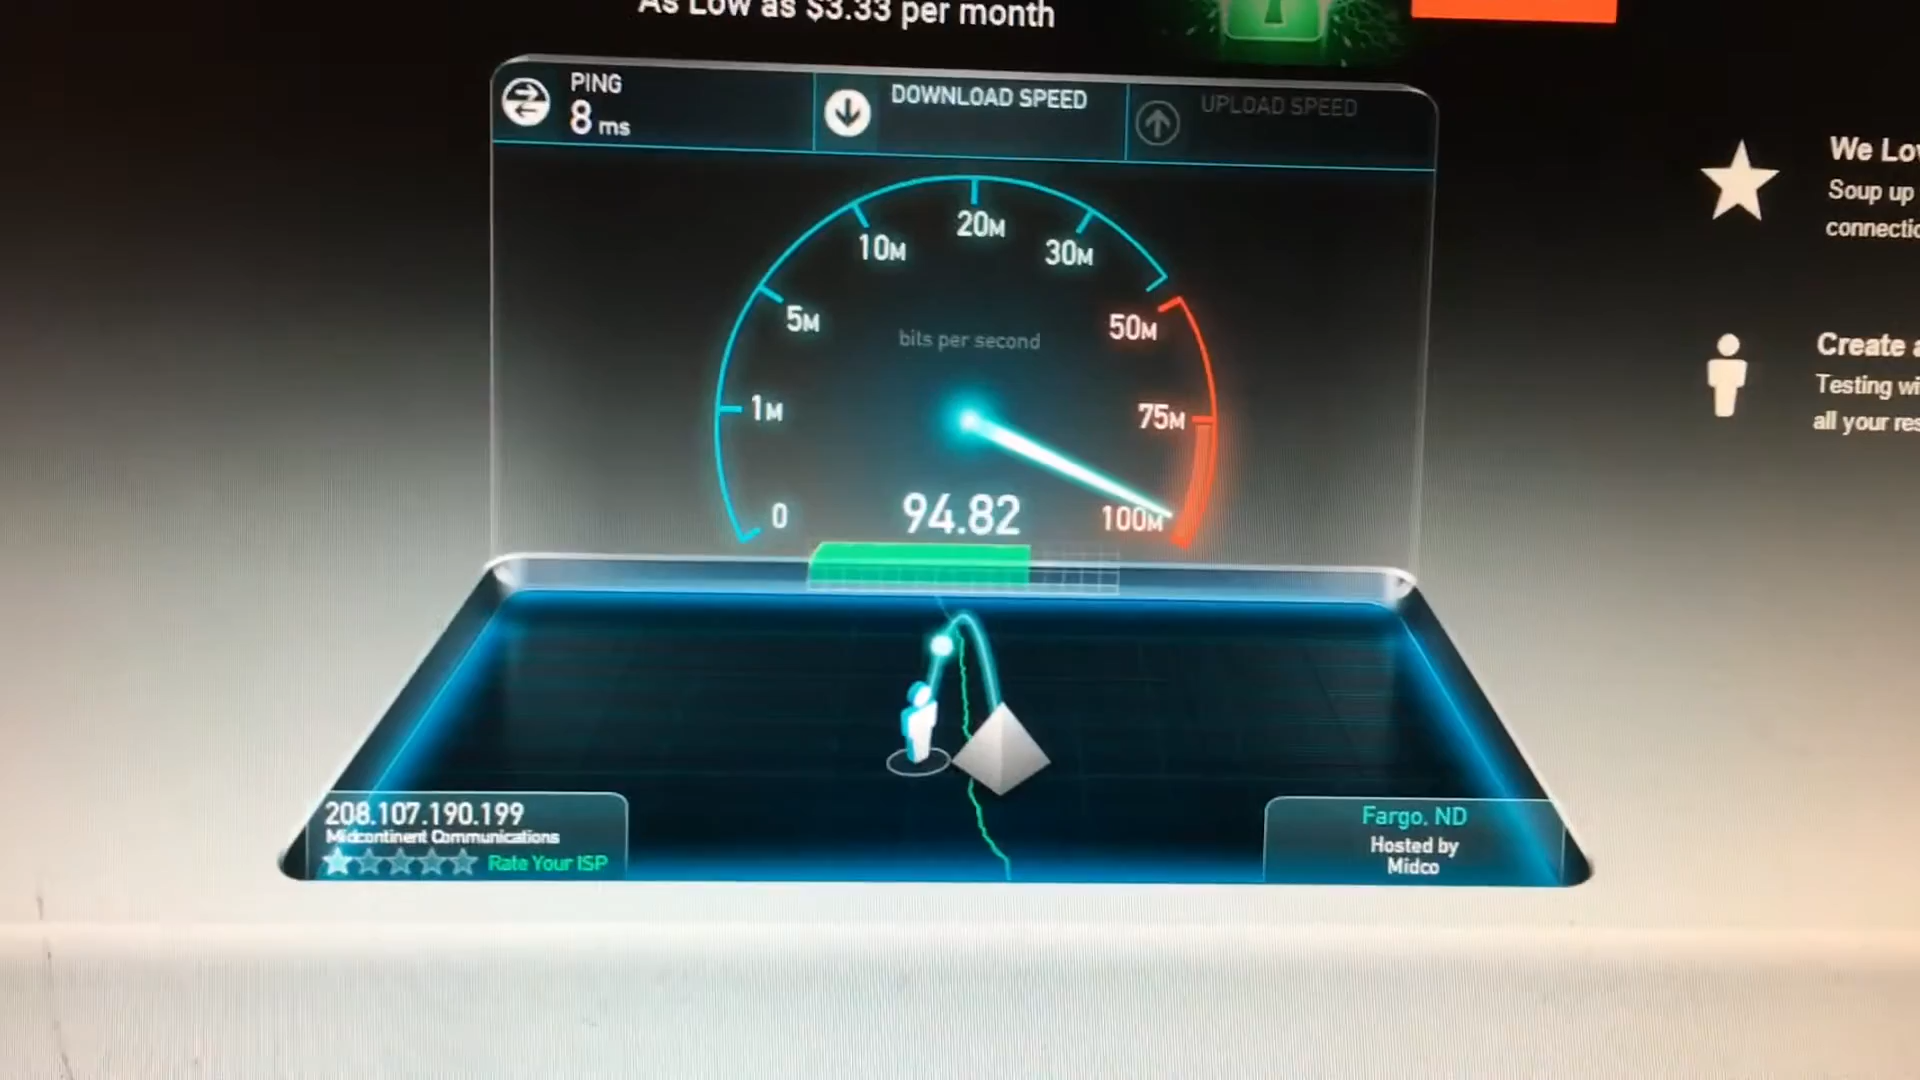 As Low as $3.33 per month
PING
8 ms
DOWNLOAD SPEED
UPLOAD SPEED
20M
10M
30M
5M
50M
bits per second
1M
75M
0
94.82
100M
We Lov
Soup up
connectio
Create a
Testing wi
all your res
208.107.190.199
Midcontinent Communications
Rate Your ISP
Fargo, ND
Hosted by
Midco